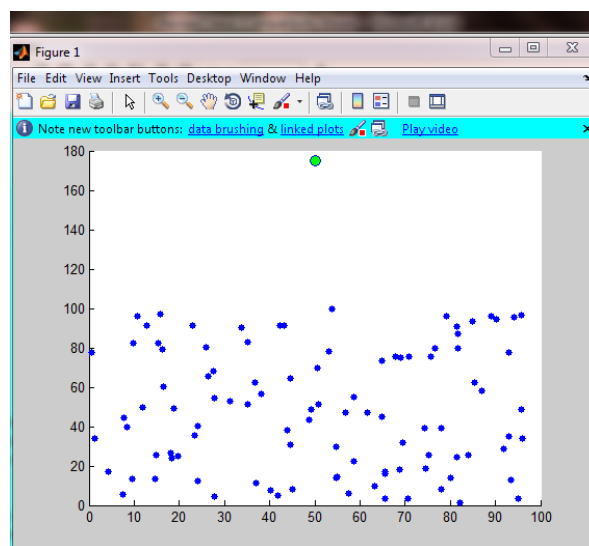 Figure 1
File Edit View Insert Tools Desktop Window Help
Note new toolbar buttons: data brushing & linked plots Play video
180
160
140
120
100
80
60
40
20
0
0 10 20 30 40 50 60 70 80 90 100